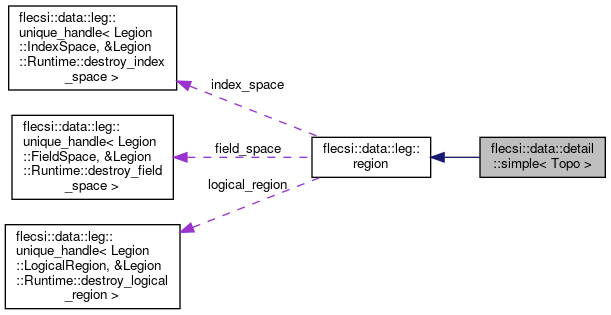 flecsi::data::leg::
unique_handle< Legion
::IndexSpace, &Legion
::Runtime::destroy_index
_space >
index_space
flecsi::data::leg::
unique_handle< Legion
::FieldSpace, &Legion
::Runtime::destroy_field
_space >
field_space
flecsi::data::leg::
region
flecsi::data::detail
::simple< Topo >
logical_region
flecsi::data::leg::
unique_handle< Legion
::LogicalRegion, &Legion
::Runtime::destroy_logical
_region >